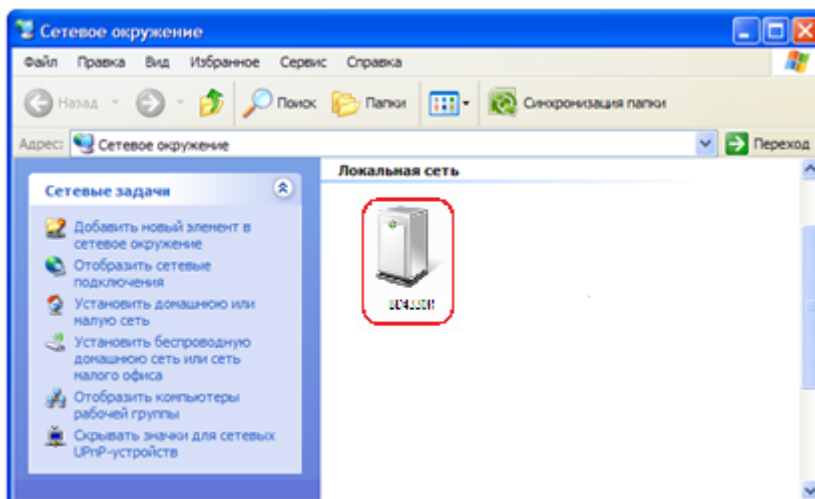 Сетевое окружение
Файл Правка Вид Избранное Сервис Справка
Назад Поиск Папки Синхронизация папки
Адрес: Сетевое окружение Переход
Сетевые задачи
Добавить новый элемент в
сетевое окружение
Отобразить сетевые
подключения
Установить домашнюю или
малую сеть
Установить беспроводную
домашнюю сеть или сеть
малого офиса
Отобразить компьютеры
рабочей группы
Скрывать значки для сетевых
UPnP-устройств
Локальная сеть